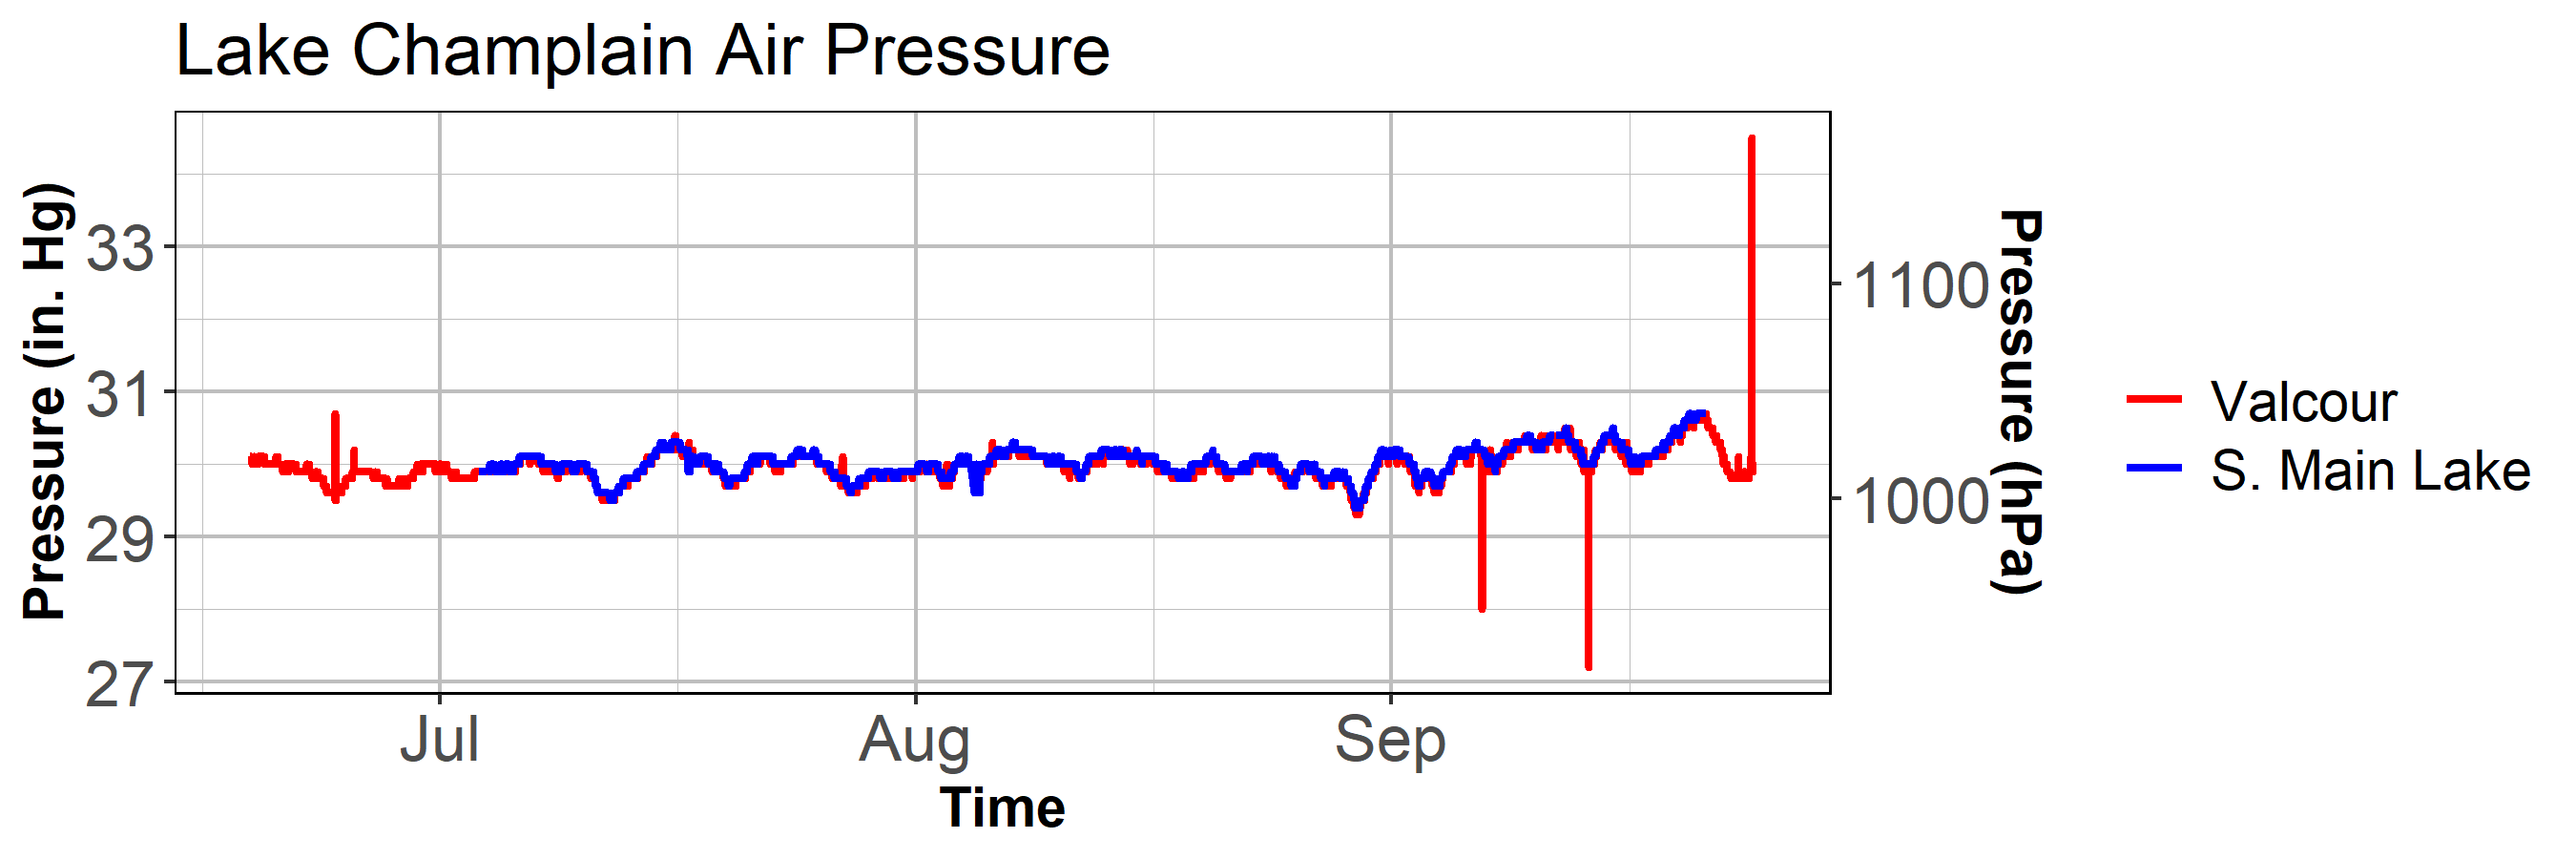 Lake Champlain Air Pressure
Pressure (in. Hg)
33
31
29
27
1100
1000
Pressure (hPa)
Valcour
S. Main Lake
Jul
Aug
Sep
Time